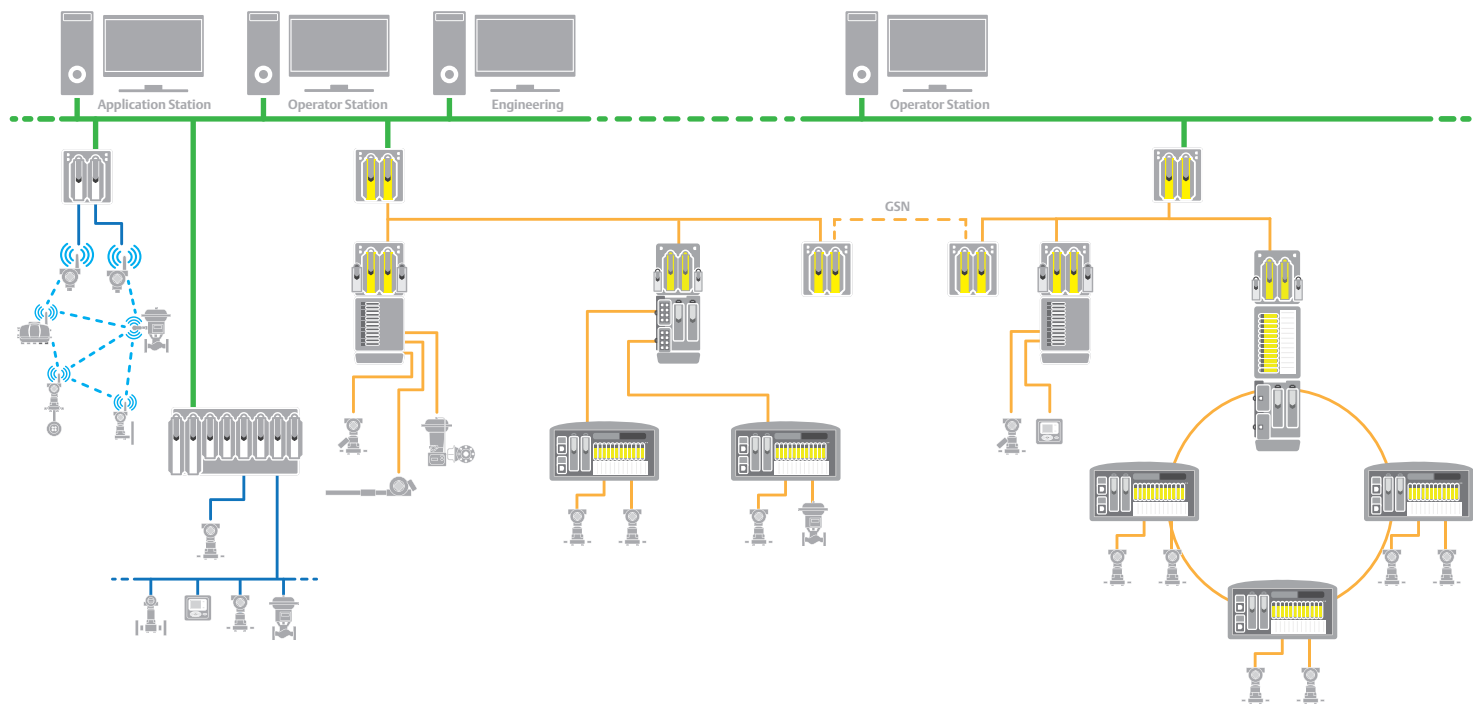 Application Station
Operator Station
Engineering
Operator Station
GSN